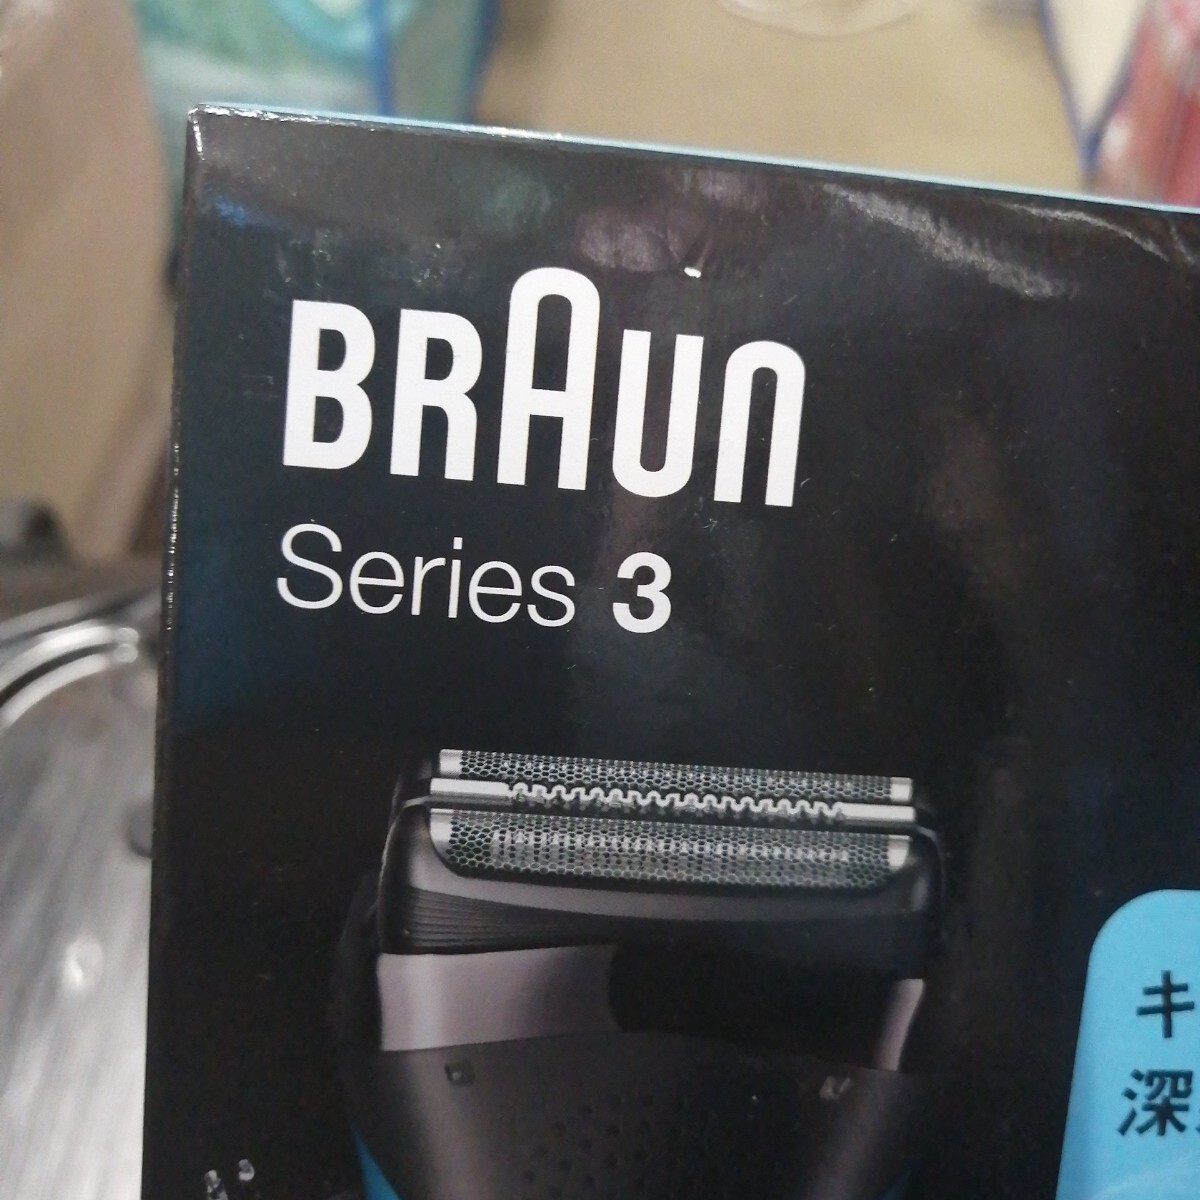 BRAUN
Series 3
キ
深